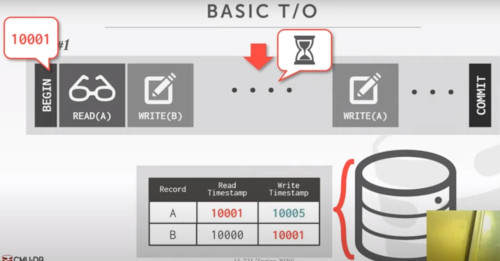 BASIC T/O
10001
#1
BEGIN
READ(A)
WRITE(B)
WRITE(A)
COMMIT
Record Read Timestamp Write Timestamp
A 10001 10005
B 10000 10001
CMU·DB